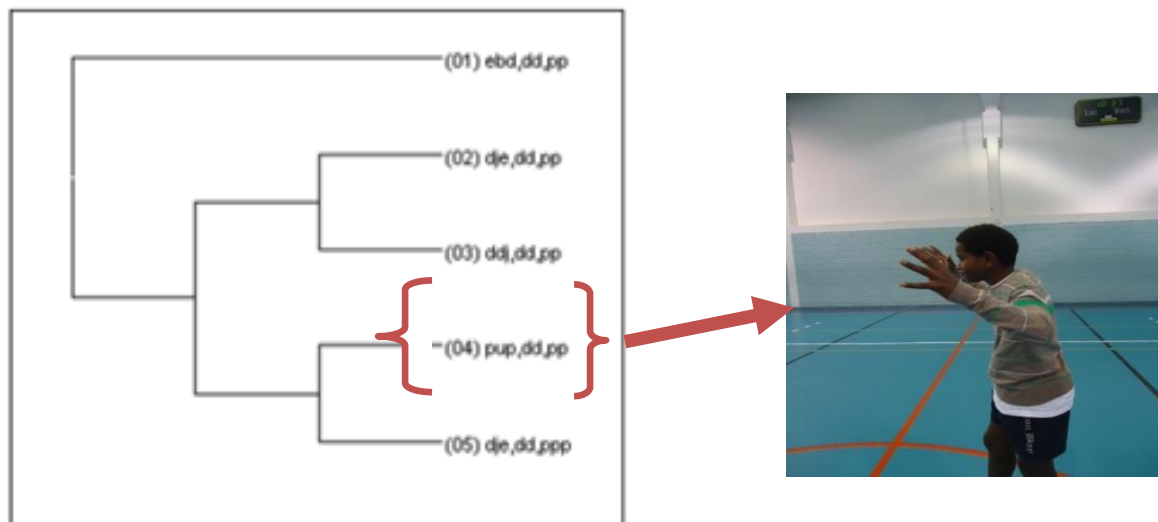 (01) ebd,dd,pp
(02) dje,dd,pp
(03) ddj,dd,pp
(04) pup,dd,pp
(05) dje,dd,ppp